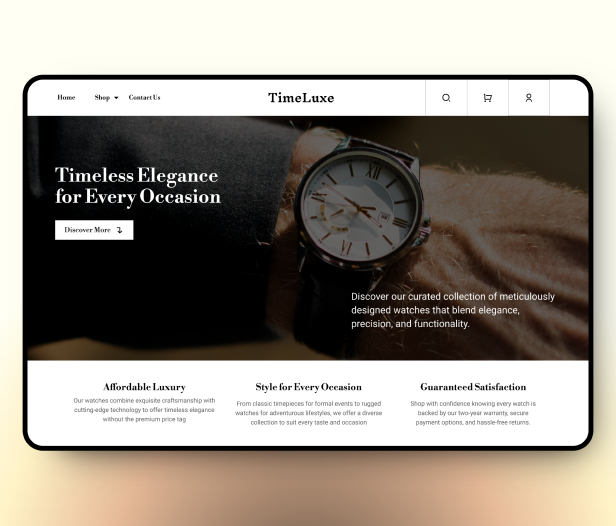 Home Shop Contact Us TimeLuxe
Timeless Elegance
for Every Occasion
Discover More
Discover our curated collection of meticulously
designed watches that blend elegance,
precision, and functionality.
Affordable Luxury
Our watches combine exquisite craftsmanship with
cutting-edge technology to offer timeless elegance
without the premium price tag
Style for Every Occasion
From classic timepieces for formal events to rugged
watches for adventurous lifestyles, we offer a diverse
collection to suit every taste and occasion
Guaranteed Satisfaction
Shop with confidence knowing every watch is
backed by our two-year warranty, secure
payment options, and hassle-free returns.